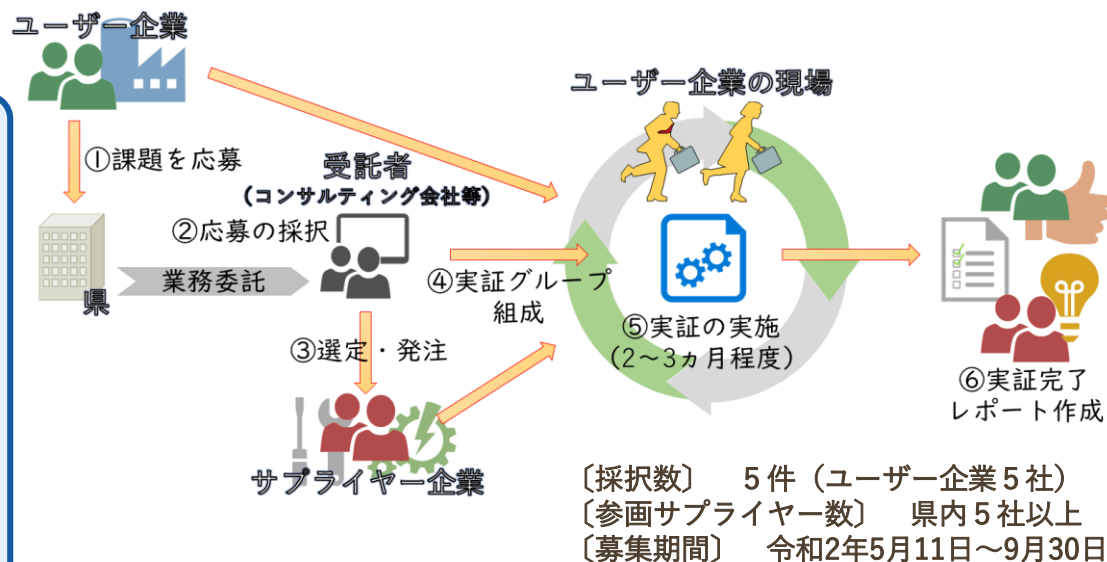 ユーザー企業
①課題を応募
県
業務委託
受託者
(コンサルティング会社等)
②応募の採択
③選定・発注
サプライヤー企業
④実証グループ
組成
ユーザー企業の現場
⑤実証の実施
(2～3ヵ月程度)
⑥実証完了
レポート作成
〔採択数〕　５件（ユーザー企業５社）
〔参画サプライヤー数〕　県内５社以上
〔募集期間〕　令和2年5月11日～9月30日